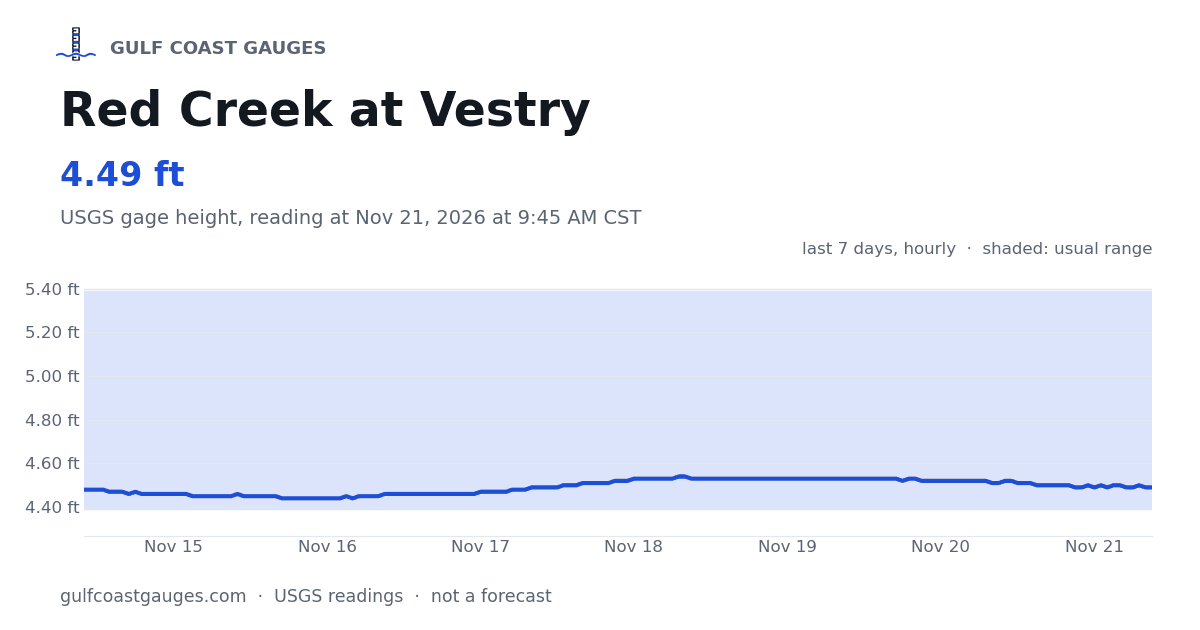 GULF COAST GAUGES
Red Creek at Vestry
4.49 ft
USGS gage height, reading at Nov 21, 2026 at 9:45 AM CST
last 7 days, hourly · shaded: usual range
5.40 ft
5.20 ft
5.00 ft
4.80 ft
4.60 ft
4.40 ft
Nov 15 Nov 16 Nov 17 Nov 18 Nov 19 Nov 20 Nov 21
gulfcoastgauges.com · USGS readings · not a forecast